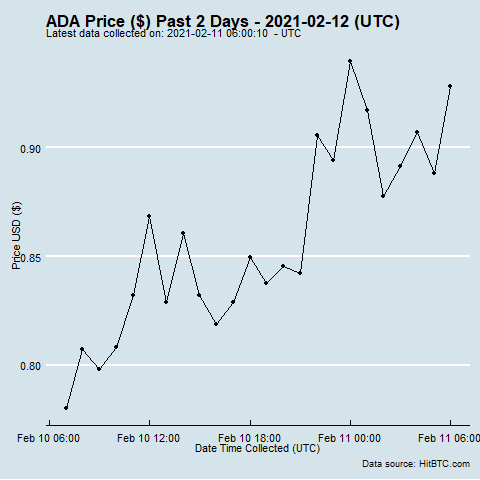 ADA Price ($) Past 2 Days - 2021-02-12 (UTC)
Latest data collected on: 2021-02-11 06:00:10  - UTC
0.90
0.85
0.80
Price USD ($)
Feb 10 06:00
Feb 10 12:00
Feb 10 18:00
Feb 11 00:00
Feb 11 06:00
Date Time Collected (UTC)
Data source: HitBTC.com